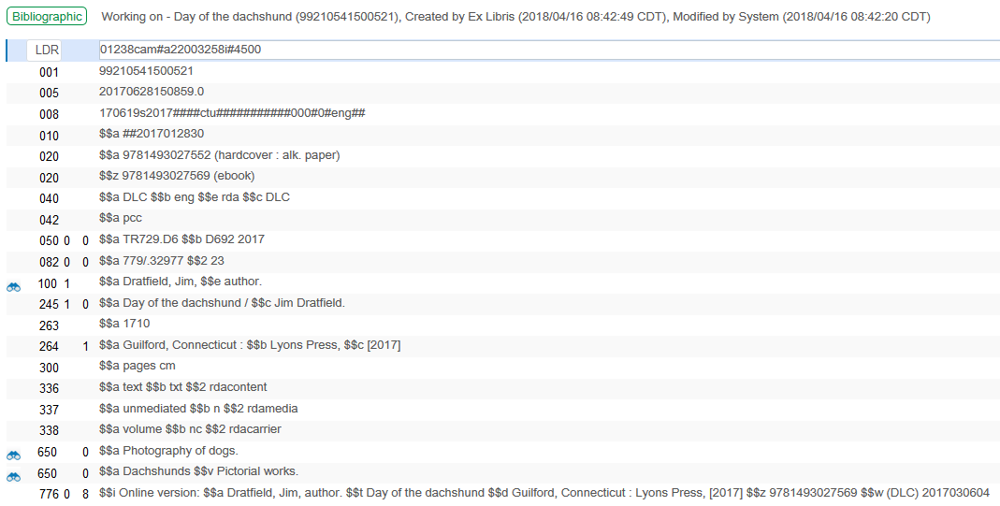 Bibliographic Working on - Day of the dachshund (99210541500521), Created by Ex Libris (2018/04/16 08:42:49 CDT), Modified by System (2018/04/16 08:42:20 CDT)
LDR 01238cam#a22003258i#4500
001 99210541500521
005 20170628150859.0
008 170619s2017####ctu###########000#0#eng##
010 $$a ##2017012830
020 $$a 9781493027552 (hardcover : alk. paper)
020 $$z 9781493027569 (ebook)
040 $$a DLC $$b eng $$e rda $$c DLC
042 $$a pcc
050 0 0 $$a TR729.D6 $$b D692 2017
082 0 0 $$a 779/.32977 $$2 23
100 1 $$a Dratfield, Jim, $$e author.
245 1 0 $$a Day of the dachshund / $$c Jim Dratfield.
263 $$a 1710
264 1 $$a Guilford, Connecticut : $$b Lyons Press, $$c [2017]
300 $$a pages cm
336 $$a text $$b txt $$2 rdacontent
337 $$a unmediated $$b n $$2 rdamedia
338 $$a volume $$b nc $$2 rdacarrier
650 0 $$a Photography of dogs.
650 0 $$a Dachshunds $$v Pictorial works.
776 0 8 $$i Online version: $$a Dratfield, Jim, author. $$t Day of the dachshund $$d Guilford, Connecticut : Lyons Press, [2017] $$z 9781493027569 $$w (DLC) 2017030604